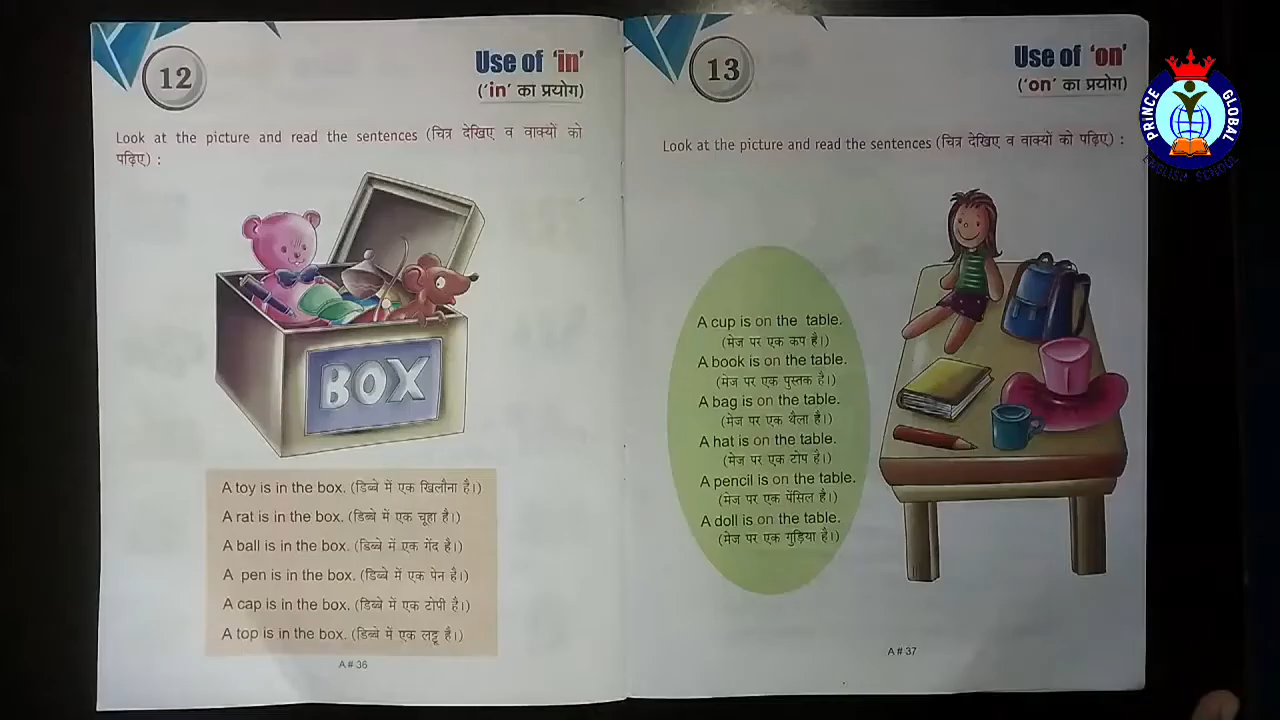 12
Use of 'in'
('in' का प्रयोग)
Look at the picture and read the sentences (चित्र देखिए व वाक्यों को
पढ़िए) :
BOX
A toy is in the box. (डिब्बे में एक खिलौना है।)
A rat is in the box. (डिब्बे में एक चूहा है।)
A ball is in the box. (डिब्बे में एक गेंद है।)
A pen is in the box. (डिब्बे में एक पेन है।)
A cap is in the box. (डिब्बे में एक टोपी है।)
A top is in the box. (डिब्बे में एक लट्टू है।)
A # 36
13
Use of 'on'
('on' का प्रयोग)
Look at the picture and read the sentences (चित्र देखिए व वाक्यों को पढ़िए) :
A cup is on the table.
(मेज पर एक कप है।)
A book is on the table.
(मेज पर एक पुस्तक है।)
A bag is on the table.
(मेज पर एक थैला है।)
A hat is on the table.
(मेज पर एक टोप है।)
A pencil is on the table.
(मेज पर एक पेंसिल है।)
A doll is on the table.
(मेज पर एक गुड़िया है।)
A # 37
PRINCE GLOBAL
ENGLISH SCHOOL